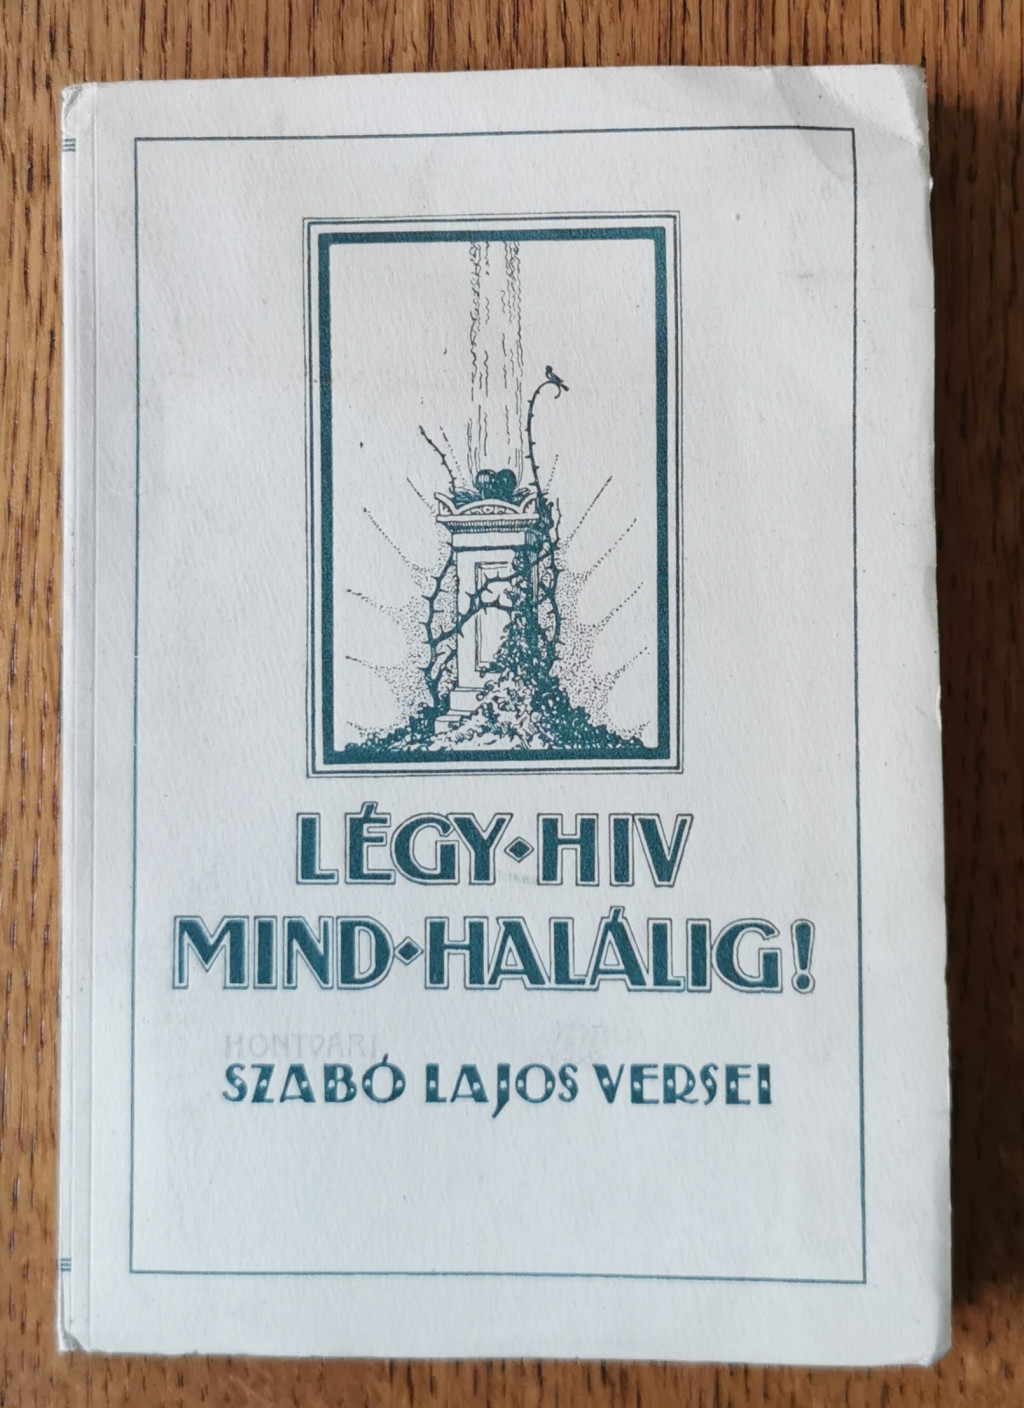 LÉGY◆HIV
MIND◆HALÁLIG!
HONTVÁRI
SZABÓ LAJOS VERSEI